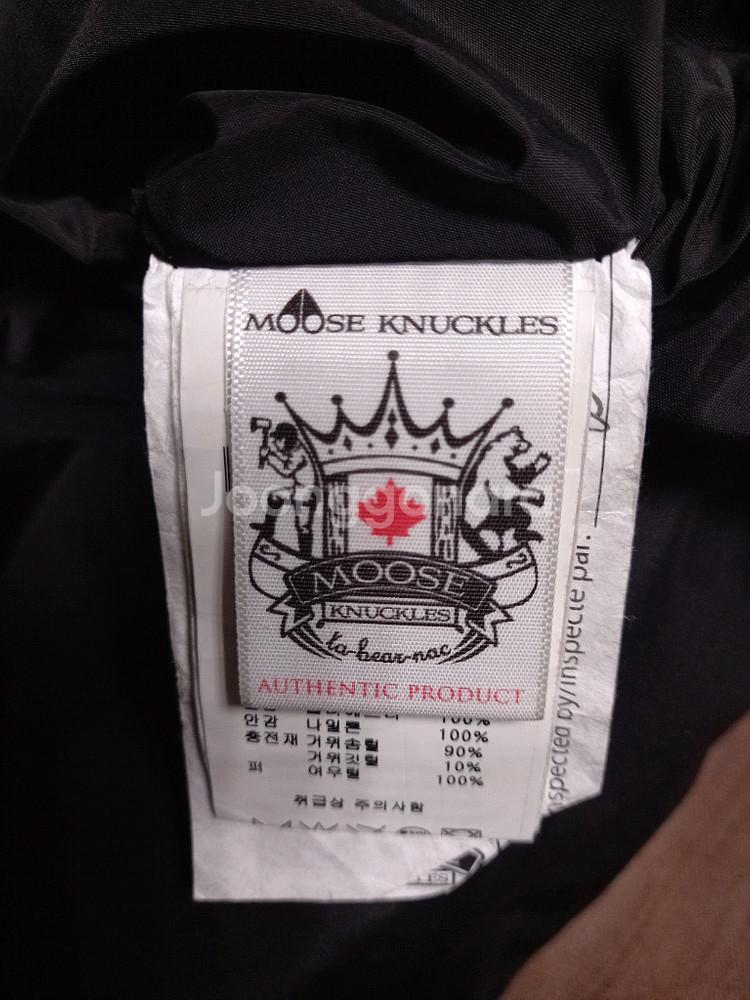 MOOSE KNUCKLES
Joonggonara
MOOSE
KNUCKLES
ta-bear-nac
AUTHENTIC PRODUCT
100%
안감 나일론 100%
충전재 거위솜털 90%
거위깃털 10%
퍼 여우털 100%
취급상 주의사항
inspected by/inspecté par: